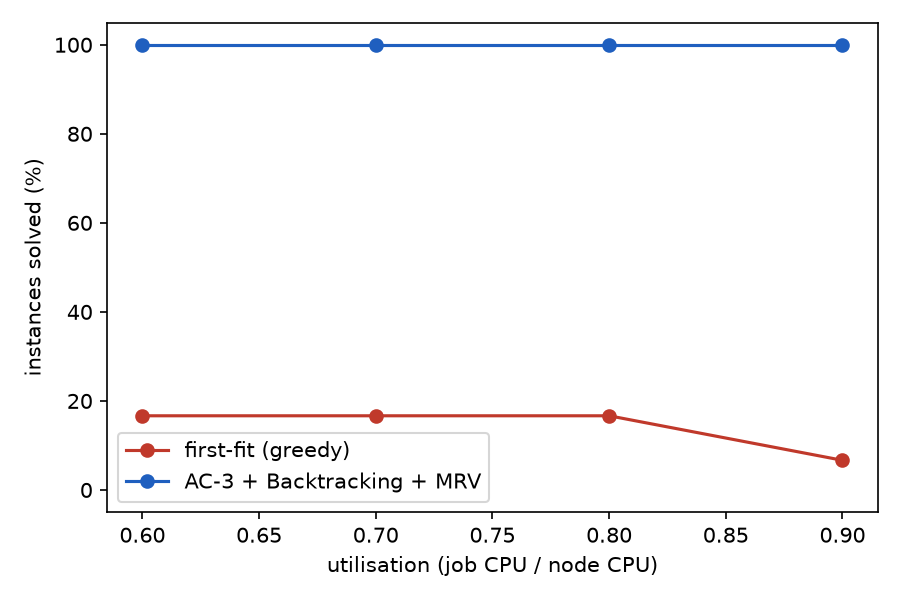 100
80
60
40
20
0
instances solved (%)
first-fit (greedy)
AC-3 + Backtracking + MRV
0.60 0.65 0.70 0.75 0.80 0.85 0.90
utilisation (job CPU / node CPU)